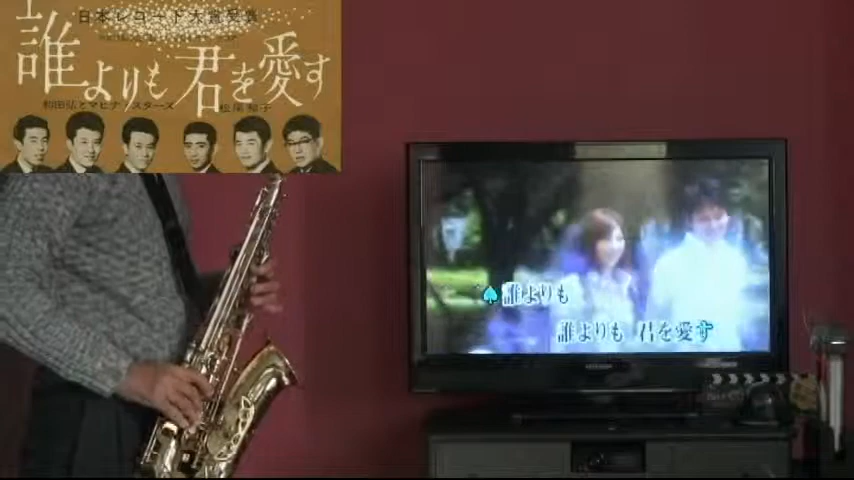 日本レコード大賞受賞
誰よりも君を愛す
和田弘とマヒナ・スターズ 松尾和子
♠誰よりも
誰よりも 君を愛す